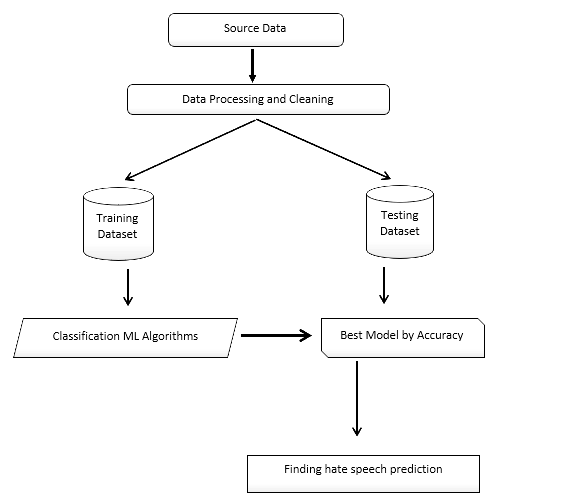 Source Data
Data Processing and Cleaning
Training
Dataset
Testing
Dataset
Classification ML Algorithms
Best Model by Accuracy
Finding hate speech prediction